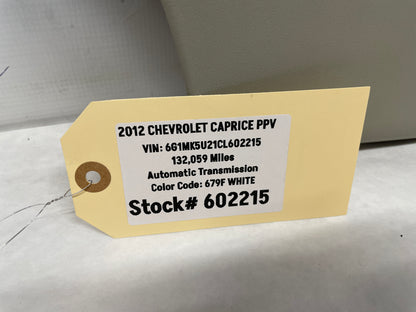 2012 CHEVROLET CAPRICE PPV
VIN: 6G1MK5U21CL602215
132,059 Miles
Automatic Transmission
Color Code: 679F WHITE
Stock# 602215